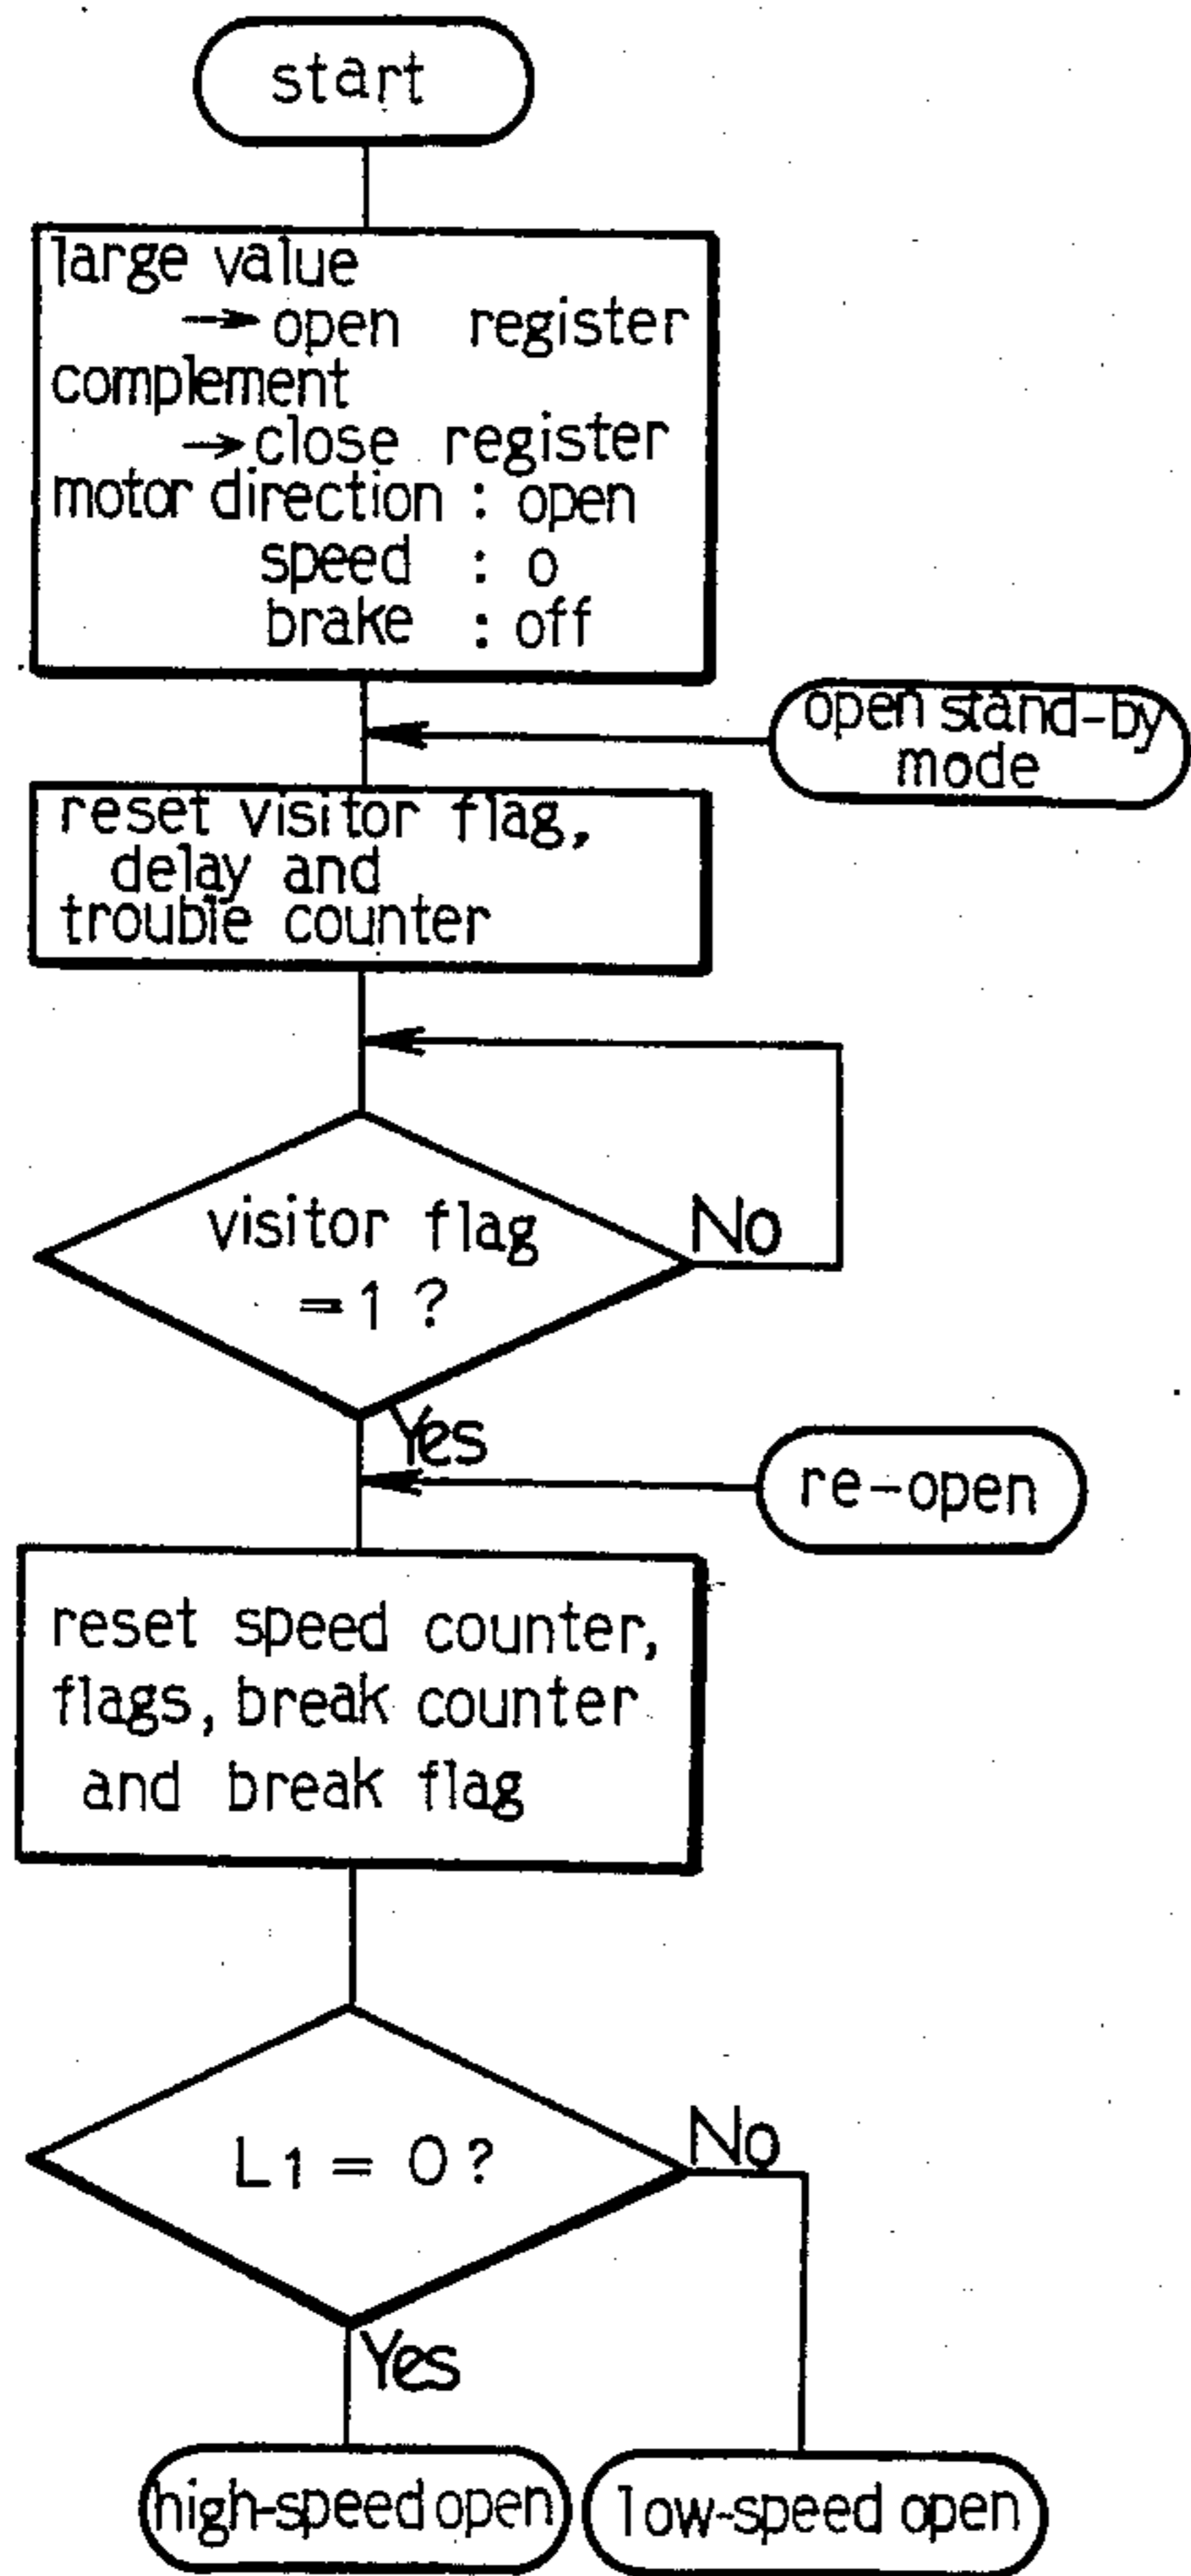 start
large value
→ open register
complement
→ close register
motor direction : open
speed : o
brake : off
open stand-by
mode
reset visitor flag,
delay and
trouble counter
visitor flag
= 1 ?
No
Yes
re-open
reset speed counter,
flags, break counter
and break flag
L1 = 0 ?
No
Yes
high-speed open
low-speed open